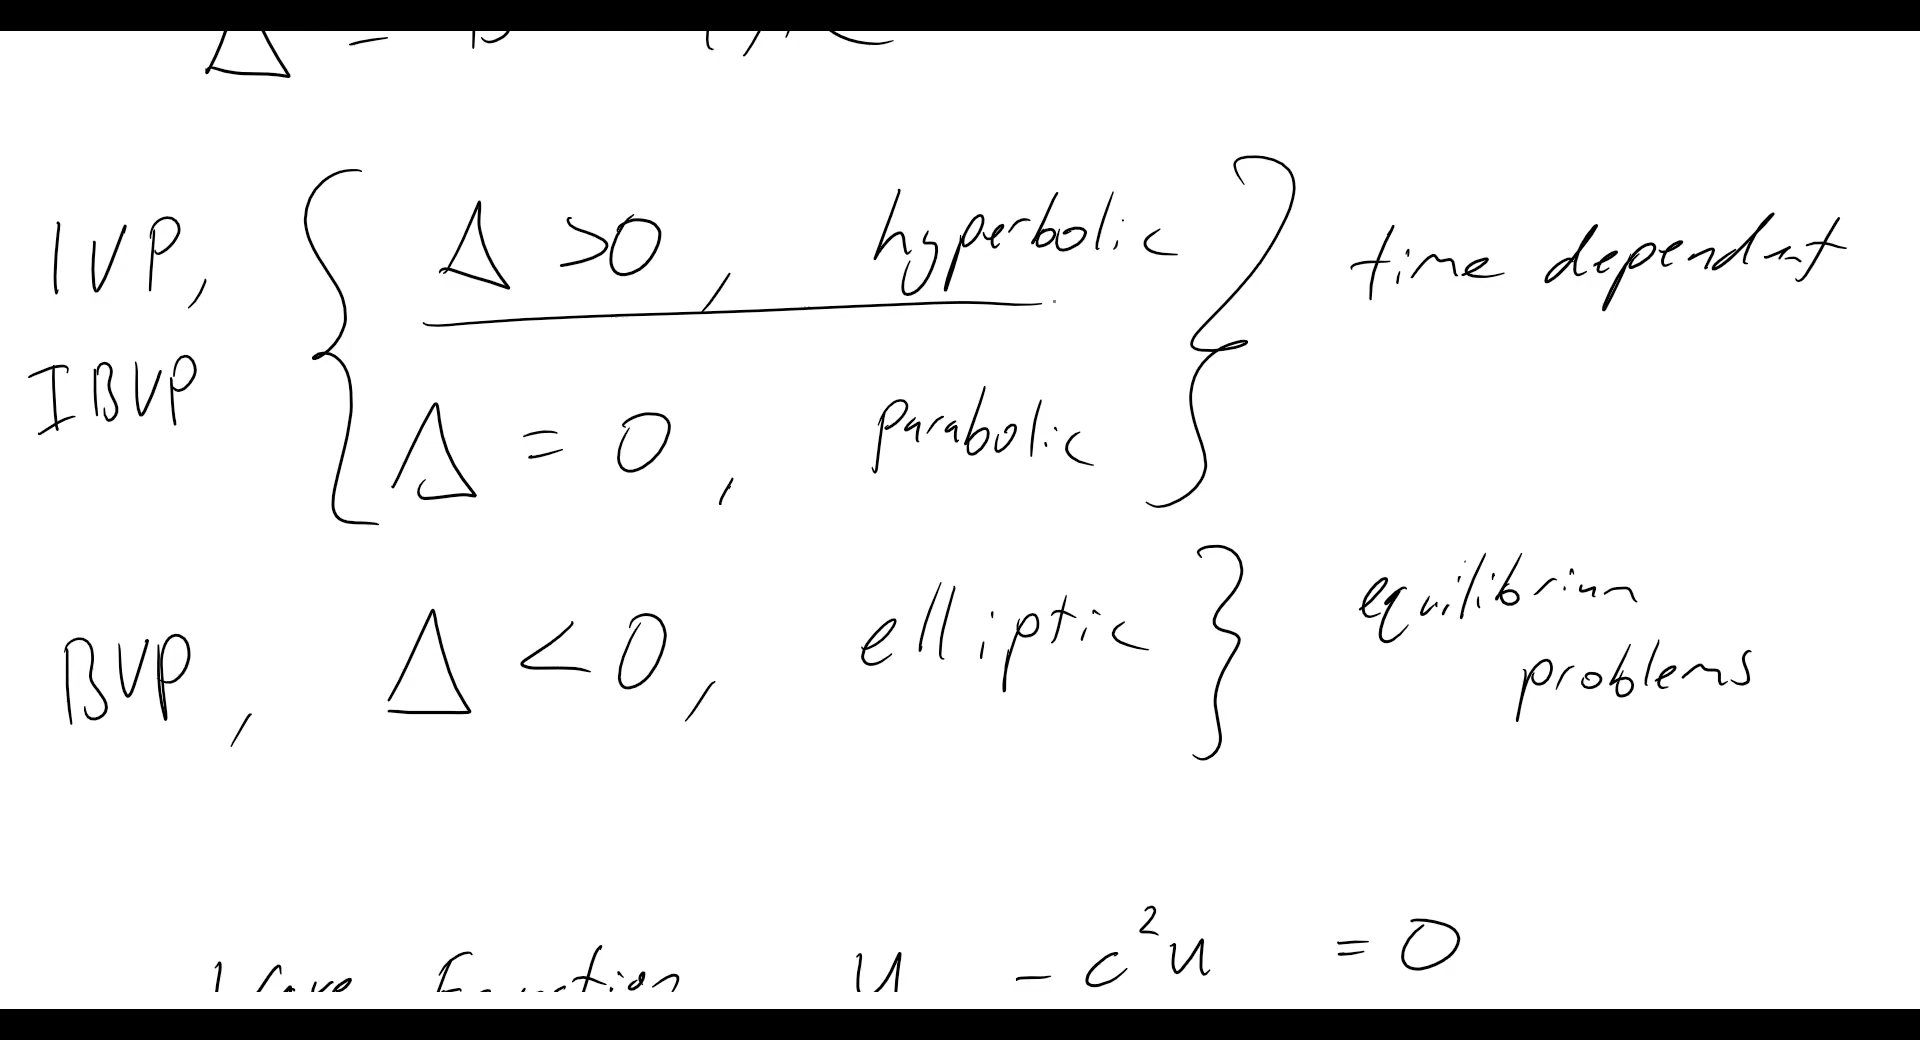 Δ =
IVP, Δ >0, hyperbolic time dependent
IBVP Δ = 0, parabolic
BVP, Δ <0, elliptic equilibrium
problems
u - c²u = 0